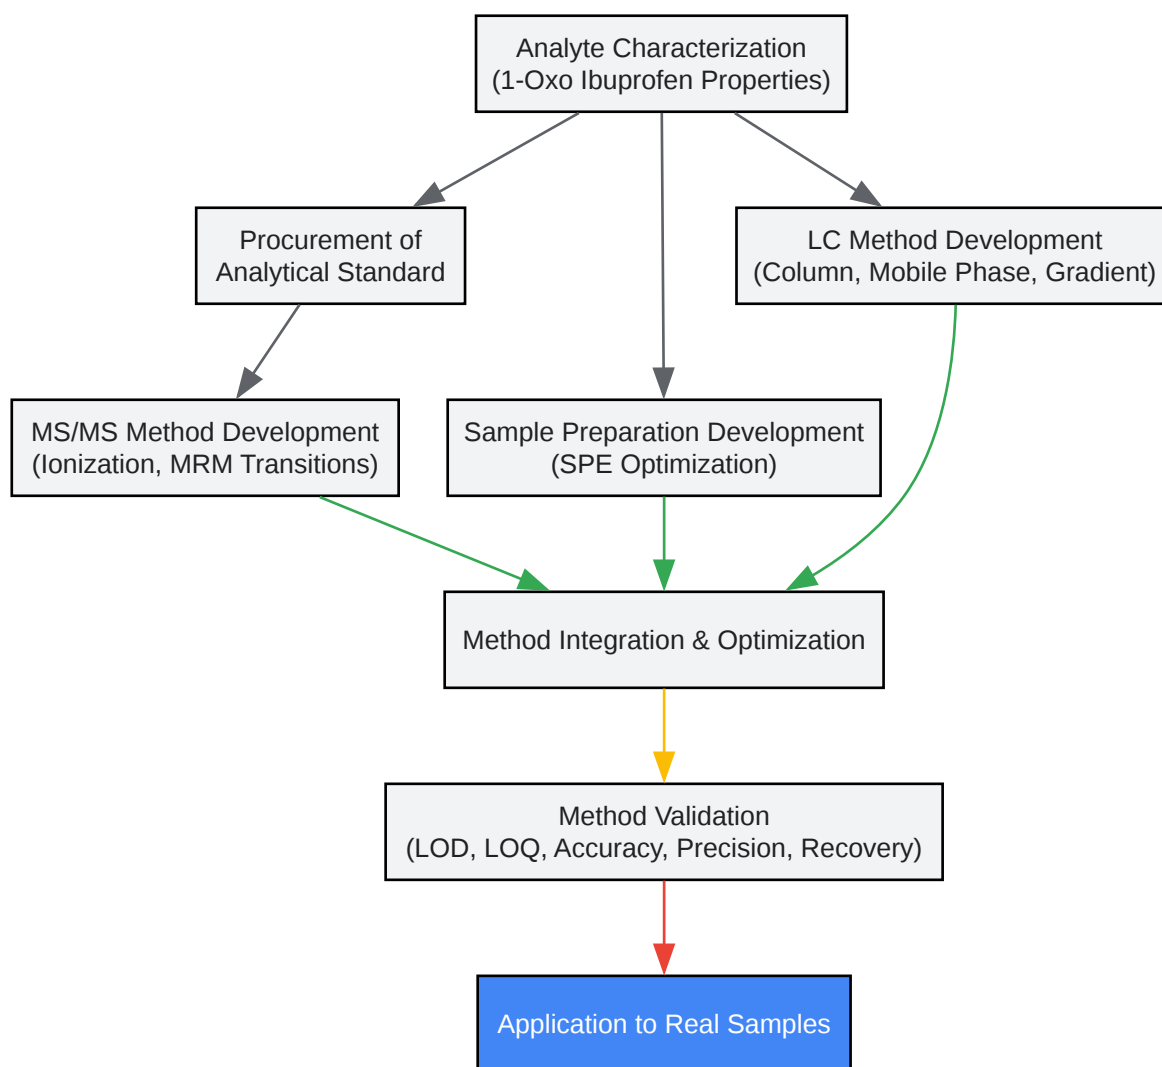 Analyte Characterization
(1-Oxo Ibuprofen Properties)
Procurement of
Analytical Standard
LC Method Development
(Column, Mobile Phase, Gradient)
MS/MS Method Development
(Ionization, MRM Transitions)
Sample Preparation Development
(SPE Optimization)
Method Integration & Optimization
Method Validation
(LOD, LOQ, Accuracy, Precision, Recovery)
Application to Real Samples